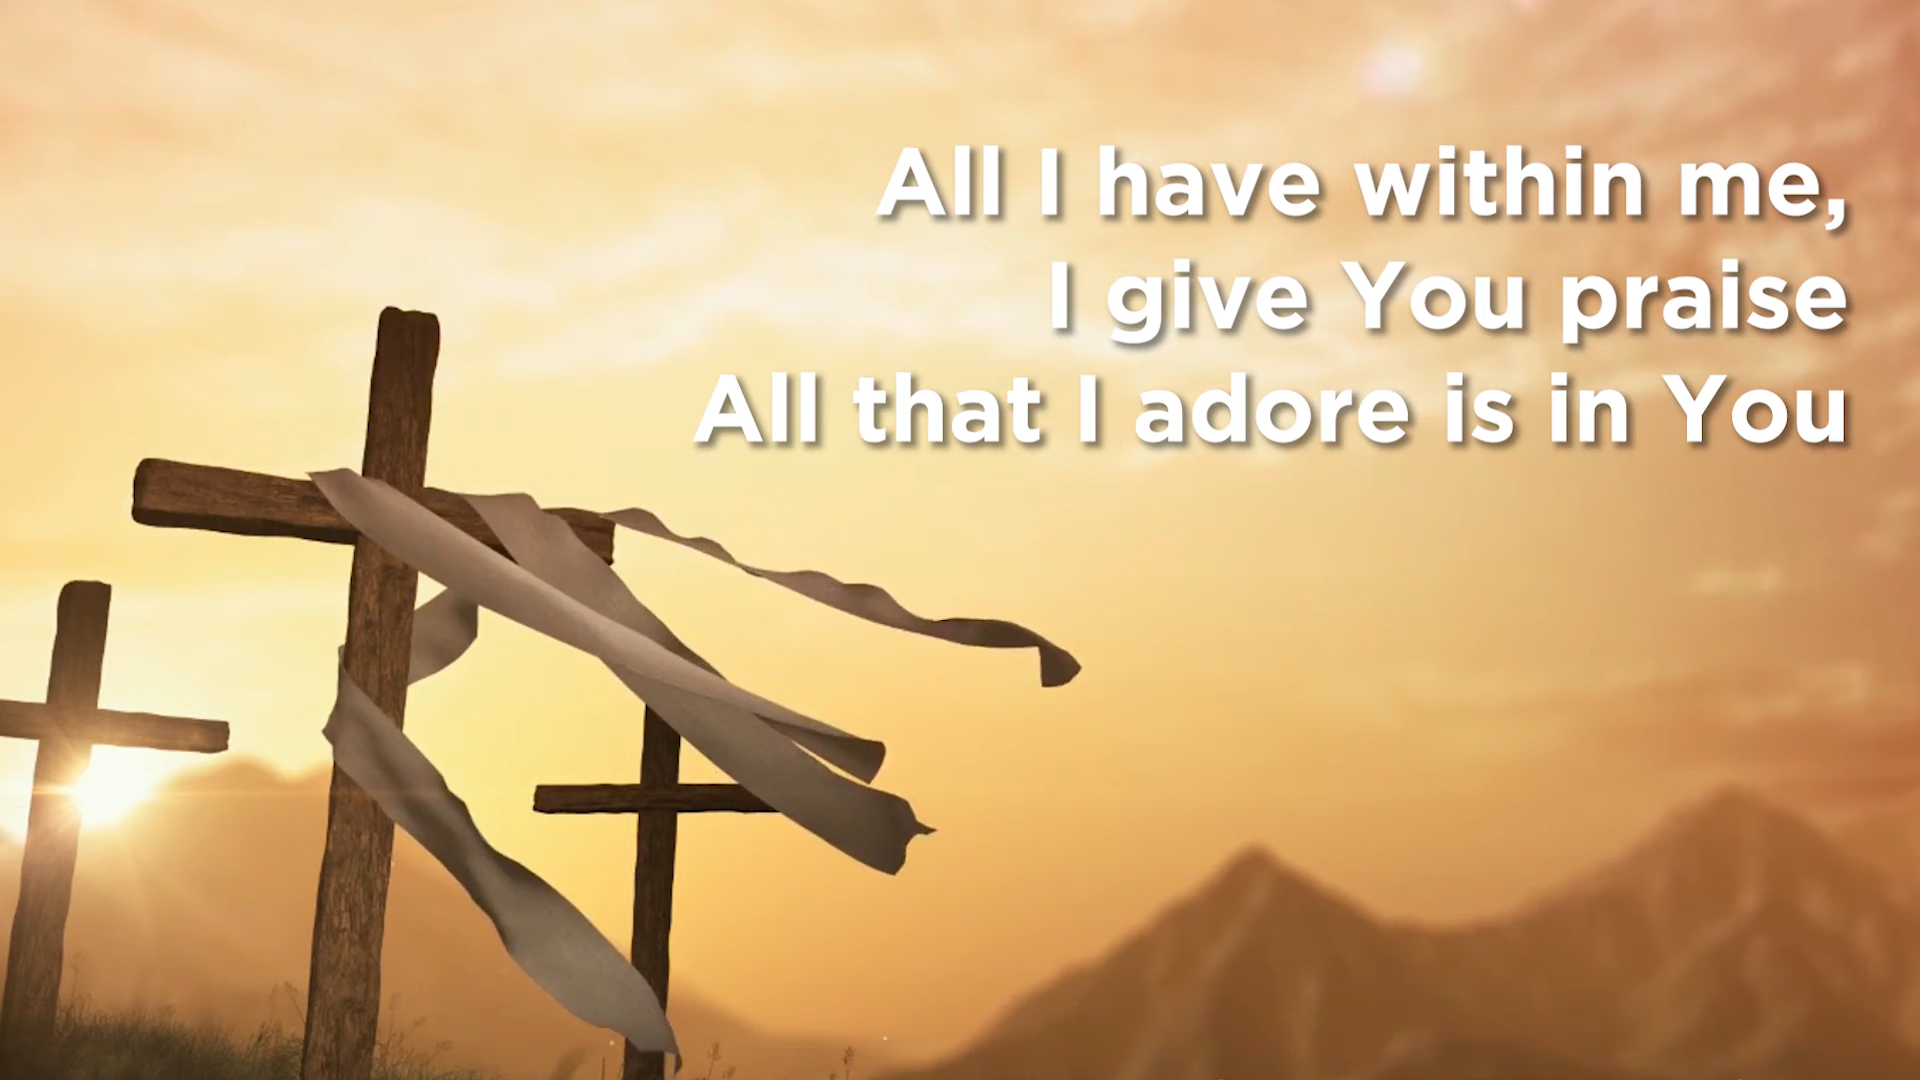 All I have within me,
I give You praise
All that I adore is in You